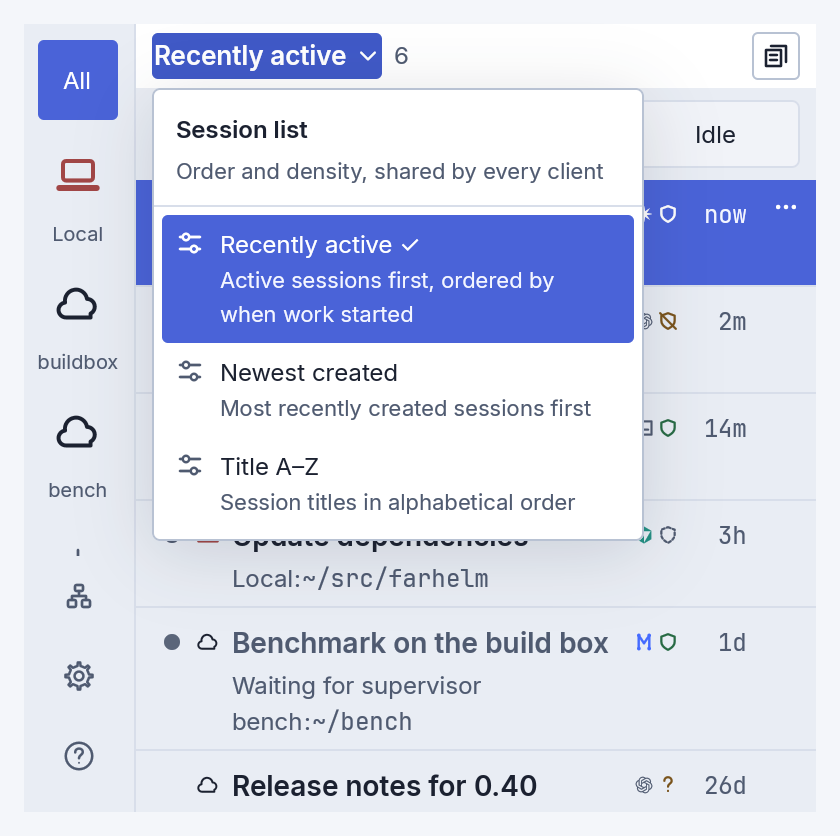 All
Recently active 6
Local
buildbox
bench
Session list
Order and density, shared by every client
Recently active
Active sessions first, ordered by
when work started
Newest created
Most recently created sessions first
Title A–Z
Session titles in alphabetical order
Idle
now
2m
14m
Update dependencies 3h
Local:~/src/farhelm
Benchmark on the build box 1d
Waiting for supervisor
bench:~/bench
Release notes for 0.40 ? 26d